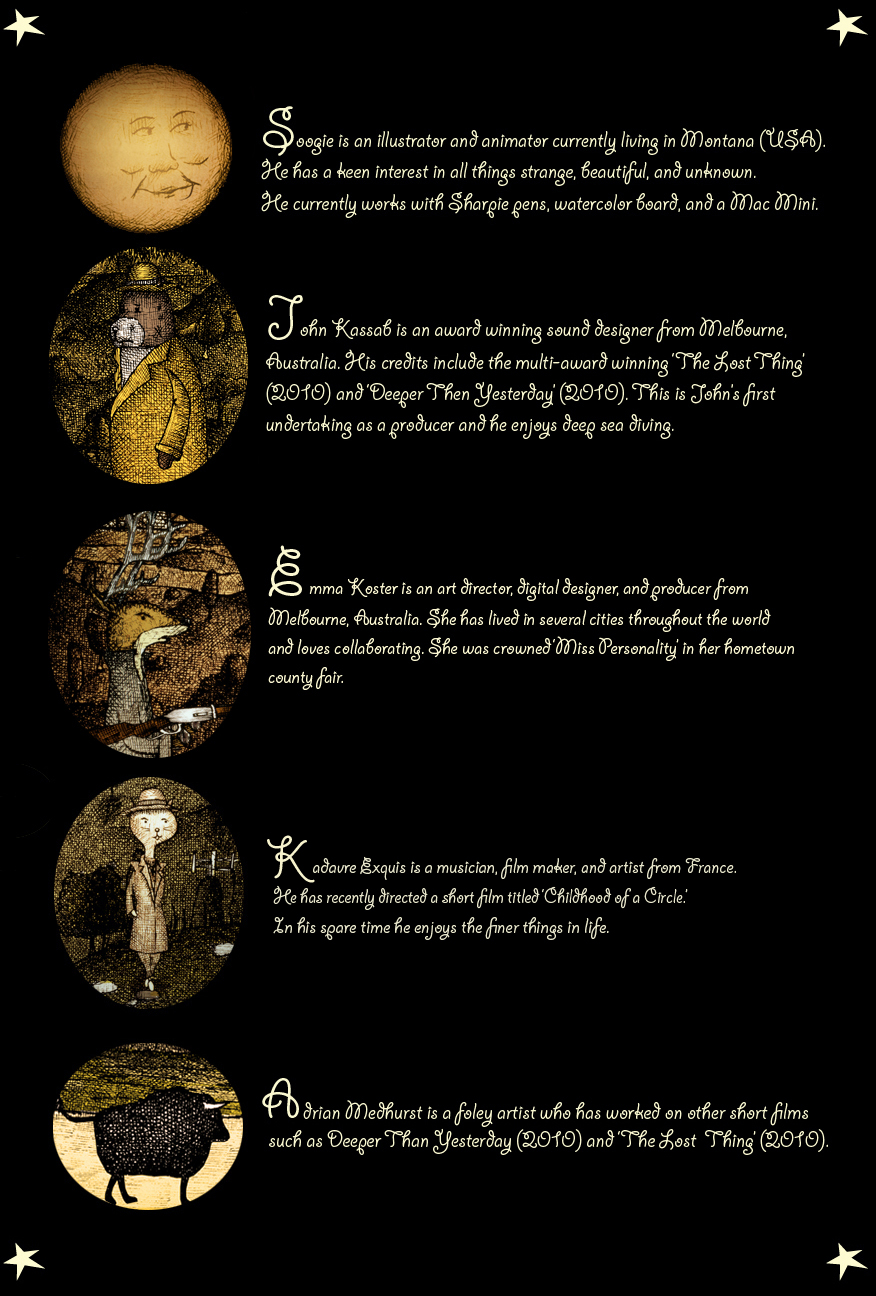 Soogie is an illustrator and animator currently living in Montana (USA).
He has a keen interest in all things strange, beautiful, and unknown.
He currently works with Sharpie pens, watercolor board, and a Mac Mini.
John Kassab is an award winning sound designer from Melbourne,
Australia. His credits include the multi-award winning 'The Lost Thing'
(2010) and 'Deeper Then Yesterday' (2010). This is John's first
undertaking as a producer and he enjoys deep sea diving.
Emma Koster is an art director, digital designer, and producer from
Melbourne, Australia. She has lived in several cities throughout the world
and loves collaborating. She was crowned 'Miss Personality' in her hometown
county fair.
Kadavre Exquis is a musician, film maker, and artist from France.
He has recently directed a short film titled 'Childhood of a Circle.'
In his spare time he enjoys the finer things in life.
Adrian Medhurst is a foley artist who has worked on other short films
such as Deeper Than Yesterday (2010) and 'The Lost Thing' (2010).